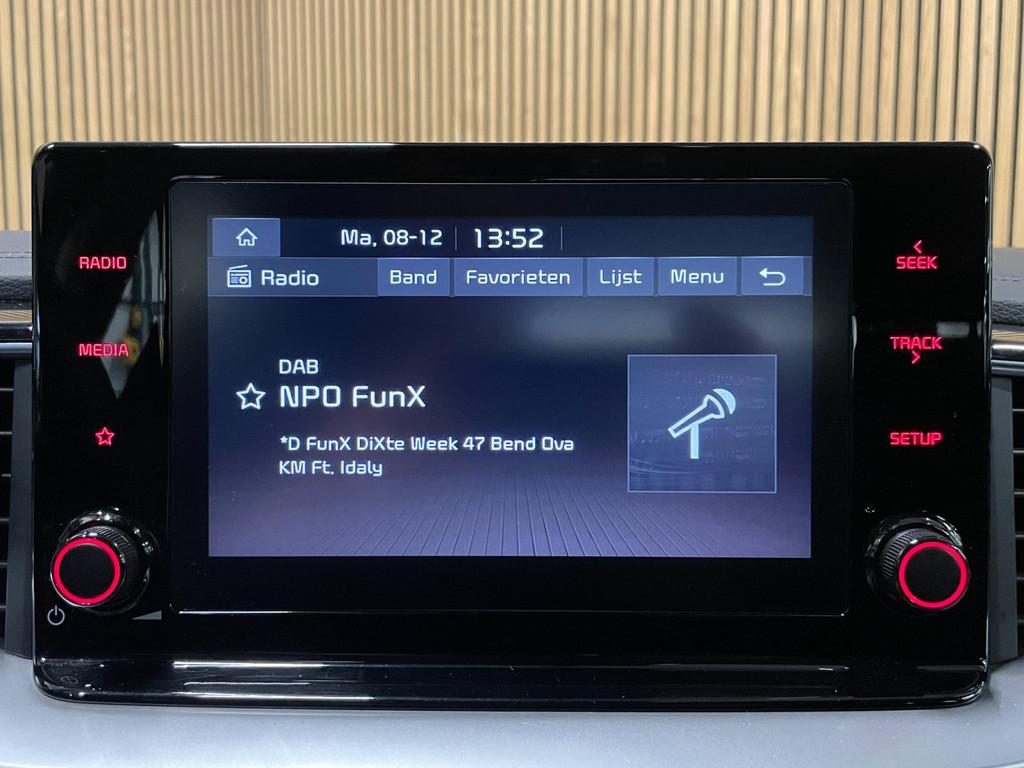 Ma, 08-12 13:52
Radio Band Favorieten Lijst Menu
DAB
NPO FunX
*D FunX DiXte Week 47 Bend Ova
KM Ft. Idaly
RADIO
MEDIA
< SEEK
TRACK >
SETUP